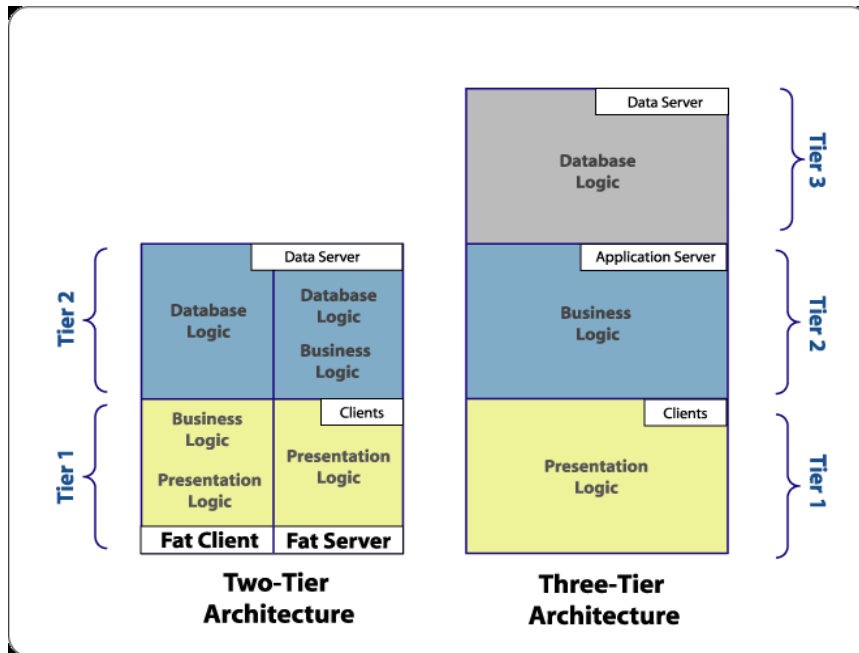 Data Server
Database
Logic
Tier 3
Data Server
Database
Logic
Database
Logic
Business
Logic
Tier 2
Application Server
Business
Logic
Tier 2
Clients
Business
Logic
Presentation
Logic
Presentation
Logic
Tier 1
Fat Client
Fat Server
Clients
Presentation
Logic
Tier 1
Two-Tier
Architecture
Three-Tier
Architecture